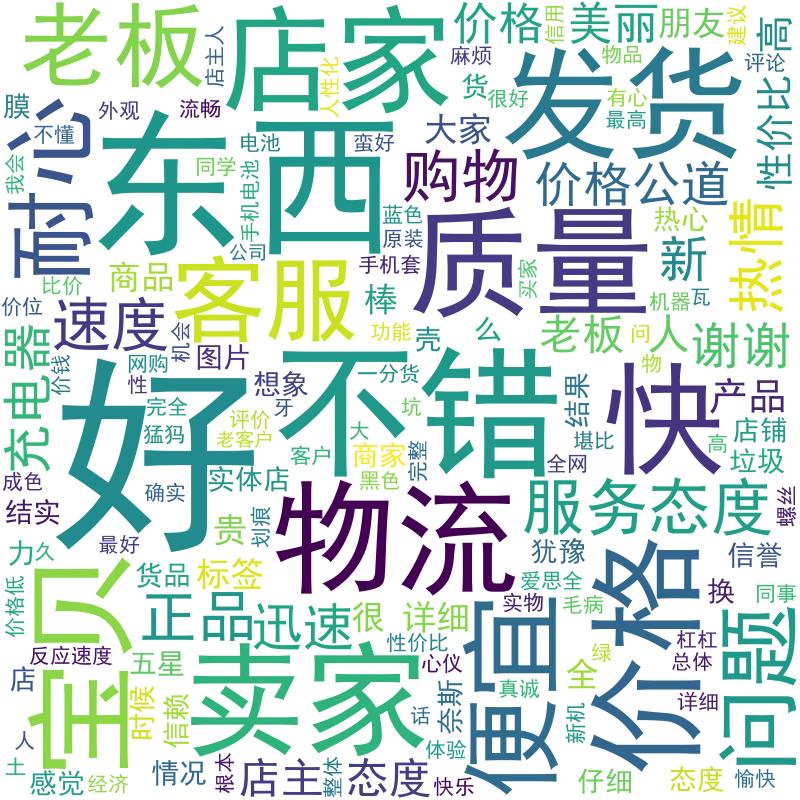 老板
店家
价格
信用
美丽
朋友
建议
高
店主人
人性化
麻烦
货
很好
物品
有心
最高
评论
发货
膜
不懂
外观
流畅
耐心
东西
电池
蛮好
大家
购物
价格公道
性价比
我会
同学
手机电池
公司
蓝色
原装
手机套
质量
买家
热心
新
热情
机器
瓦
比价
价位
商品
客服
速度
机会
棒
功能
壳
么
老板
问
人
物
谢谢
充电器
价钱
网购
性
图片
想象
一分货
不错
结果
快
产品
好
完全
猛犸
评价
老客户
牙
大
坑
客户
商家
完整
堪比
全网
高
店铺
垃圾
成色
结实
确实
实体店
贵
划痕
黑色
物流
服务态度
螺丝
力
久
最好
货品
标签
犹豫
爱思全
信誉
价格低
宝贝
正品
迅速
很
详细
实物
毛病
便宜
价格
换
同事
问题
反应速度
五星
卖家
性价比
心仪
杠杠
总体
绿
店
时候
信赖
奈斯
真诚
全
详细
新机
人
土
话
体验
感觉
经济
情况
根本
店主
整体
态度
快乐
仔细
态度
愉快